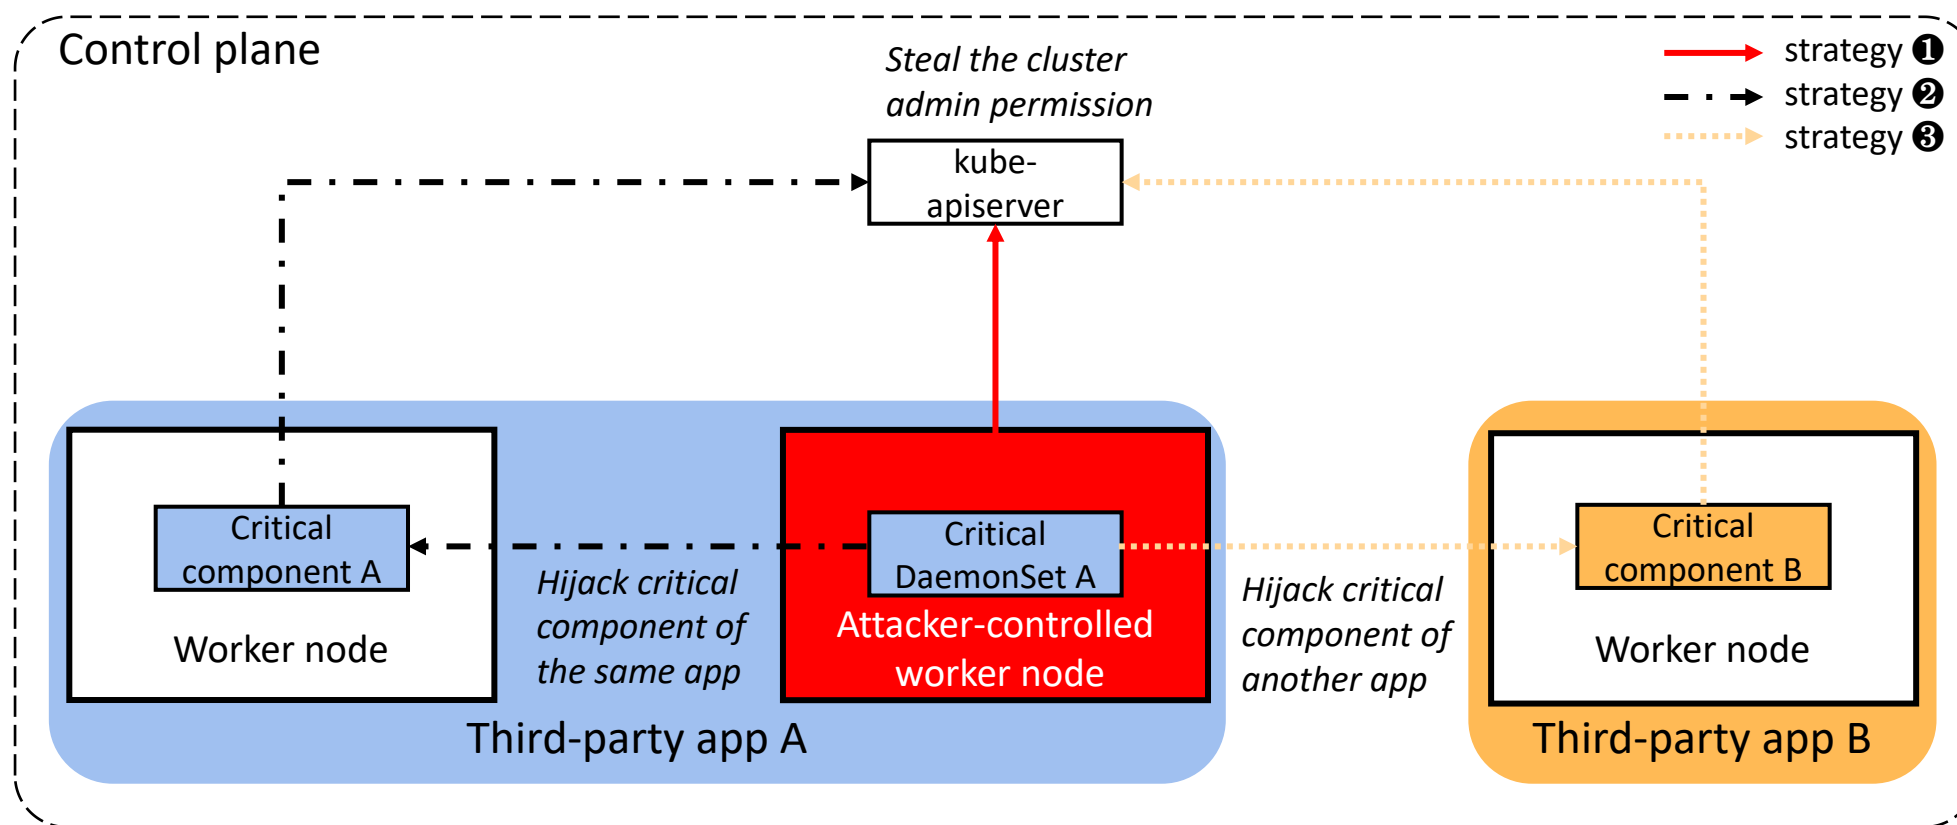 Control plane
Steal the cluster
admin permission
strategy ❶
strategy ❷
strategy ❸
kube-
apiserver
Critical
component A
Worker node
Hijack critical
component of
the same app
Critical
DaemonSet A
Attacker-controlled
worker node
Hijack critical
component of
another app
Critical
component B
Worker node
Third-party app A
Third-party app B